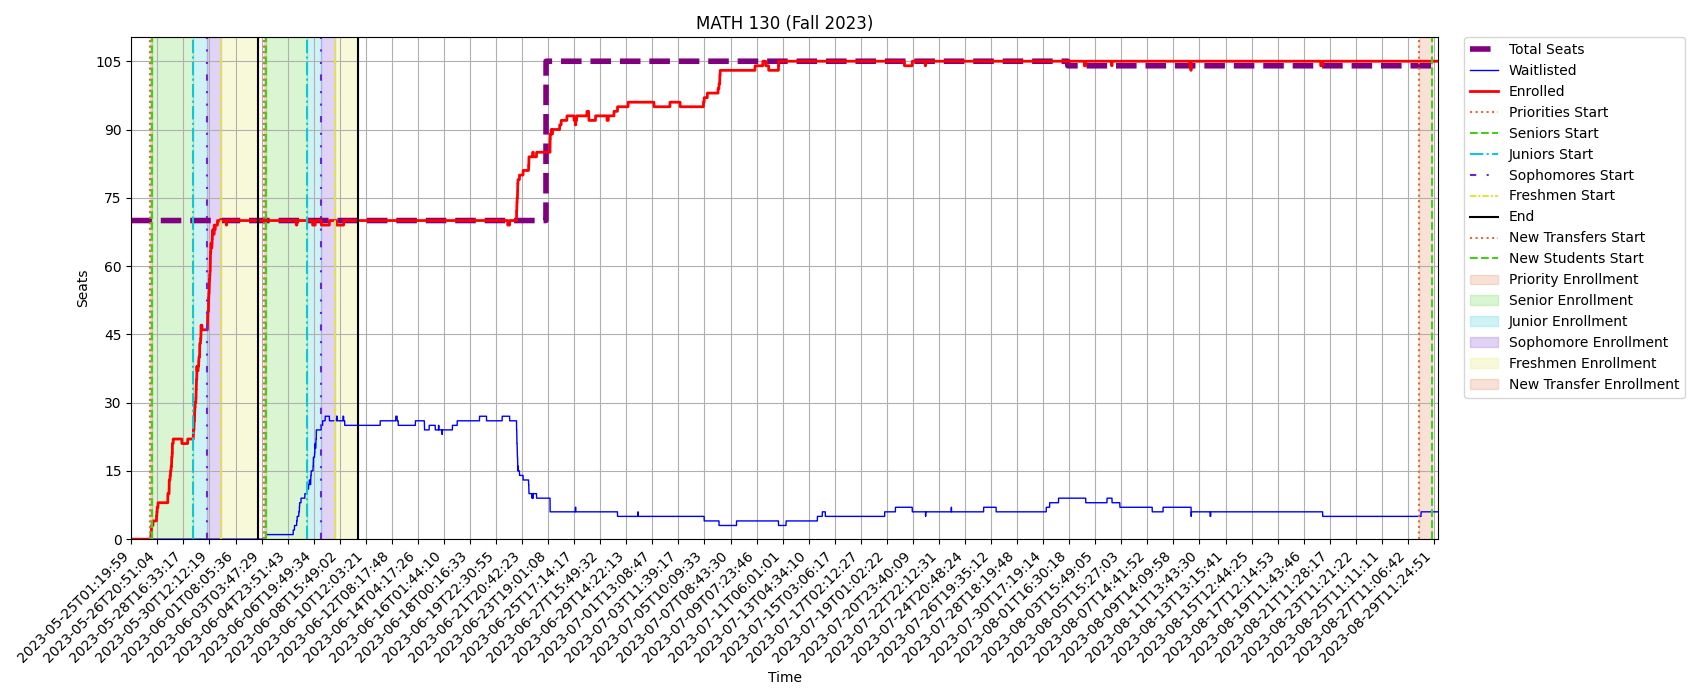 MATH 130 (Fall 2023)
Seats
105
90
75
60
45
30
15
0
2023-05-25T01:19:59
2023-05-26T20:51:04
2023-05-28T16:33:17
2023-05-30T12:12:19
2023-06-01T08:05:36
2023-06-03T03:47:29
2023-06-04T23:51:43
2023-06-06T19:49:34
2023-06-08T15:49:02
2023-06-10T12:03:21
2023-06-12T08:17:48
2023-06-14T04:17:26
2023-06-16T01:44:10
2023-06-18T00:16:33
2023-06-19T22:30:55
2023-06-21T20:42:23
2023-06-23T19:01:08
2023-06-25T17:14:17
2023-06-27T15:49:32
2023-06-29T14:22:13
2023-07-01T13:08:47
2023-07-03T11:39:17
2023-07-05T10:09:33
2023-07-07T08:43:30
2023-07-09T07:23:46
2023-07-11T06:01:01
2023-07-13T04:34:10
2023-07-15T03:06:17
2023-07-17T02:12:27
2023-07-19T01:02:22
2023-07-20T23:40:09
2023-07-22T22:12:31
2023-07-24T20:48:24
2023-07-26T19:35:12
2023-07-28T18:19:48
2023-07-30T17:19:14
2023-08-01T16:30:18
2023-08-03T15:49:05
2023-08-05T15:27:03
2023-08-07T14:41:52
2023-08-09T14:09:58
2023-08-11T13:43:30
2023-08-13T13:15:41
2023-08-15T12:44:25
2023-08-17T12:14:53
2023-08-19T11:43:46
2023-08-21T11:28:17
2023-08-23T11:21:22
2023-08-25T11:11:11
2023-08-27T11:06:42
2023-08-29T11:24:51
Time
Total Seats
Waitlisted
Enrolled
Priorities Start
Seniors Start
Juniors Start
Sophomores Start
Freshmen Start
End
New Transfers Start
New Students Start
Priority Enrollment
Senior Enrollment
Junior Enrollment
Sophomore Enrollment
Freshmen Enrollment
New Transfer Enrollment